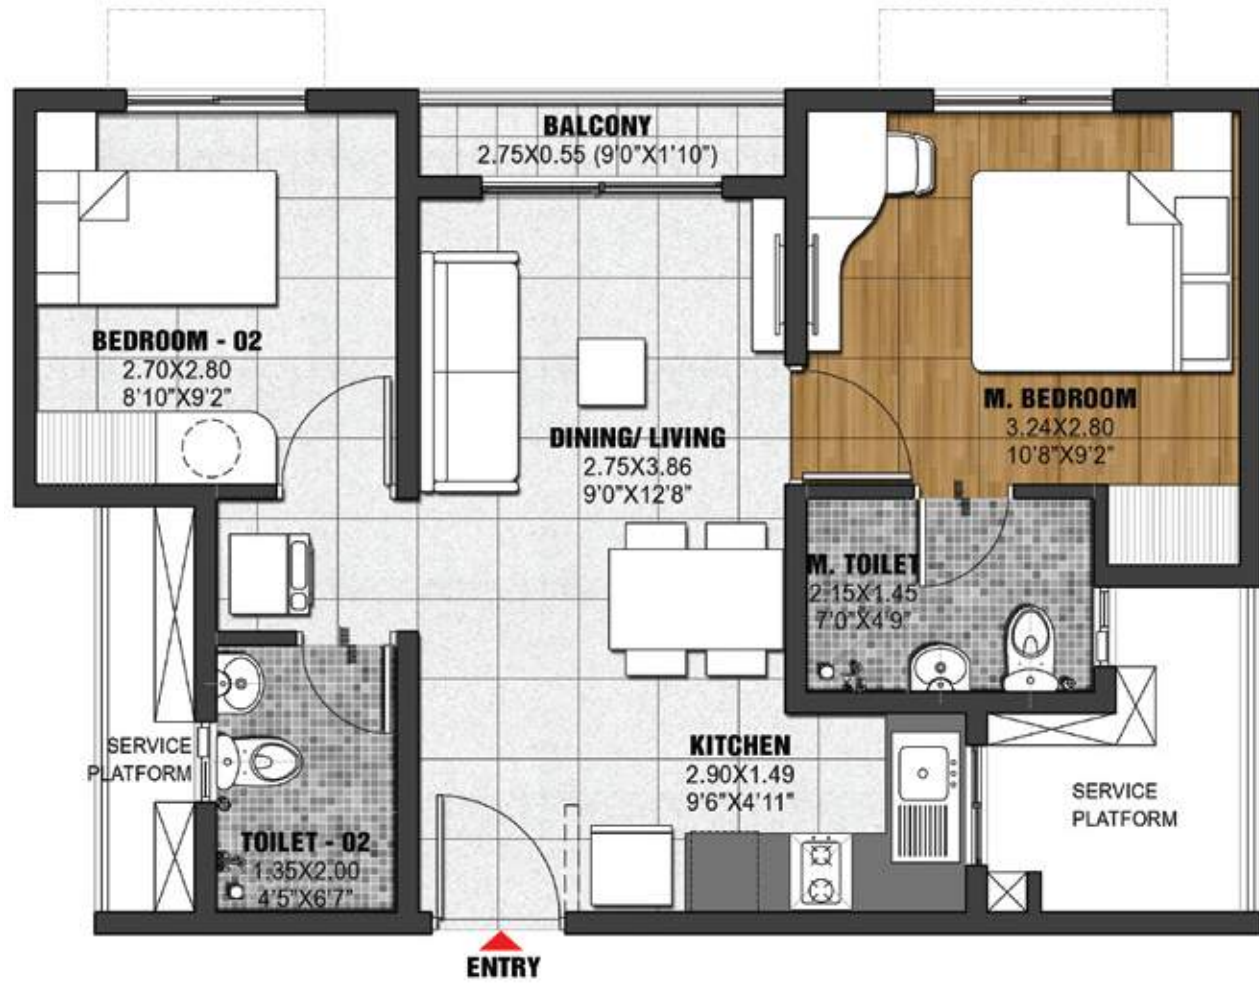 BALCONY
2.75X0.55 (9'0"X1'10")
BEDROOM - 02
2.70X2.80
8'10"X9'2"
M. BEDROOM
3.24X2.80
10'8"X9'2"
DINING/ LIVING
2.75X3.86
9'0"X12'8"
M. TOILET
2.15X1.45
7'0"X4'9"
SERVICE
PLATFORM
KITCHEN
2.90X1.49
9'6"X4'11"
SERVICE
PLATFORM
TOILET - 02
1.35X2.00
4'5"X6'7"
ENTRY